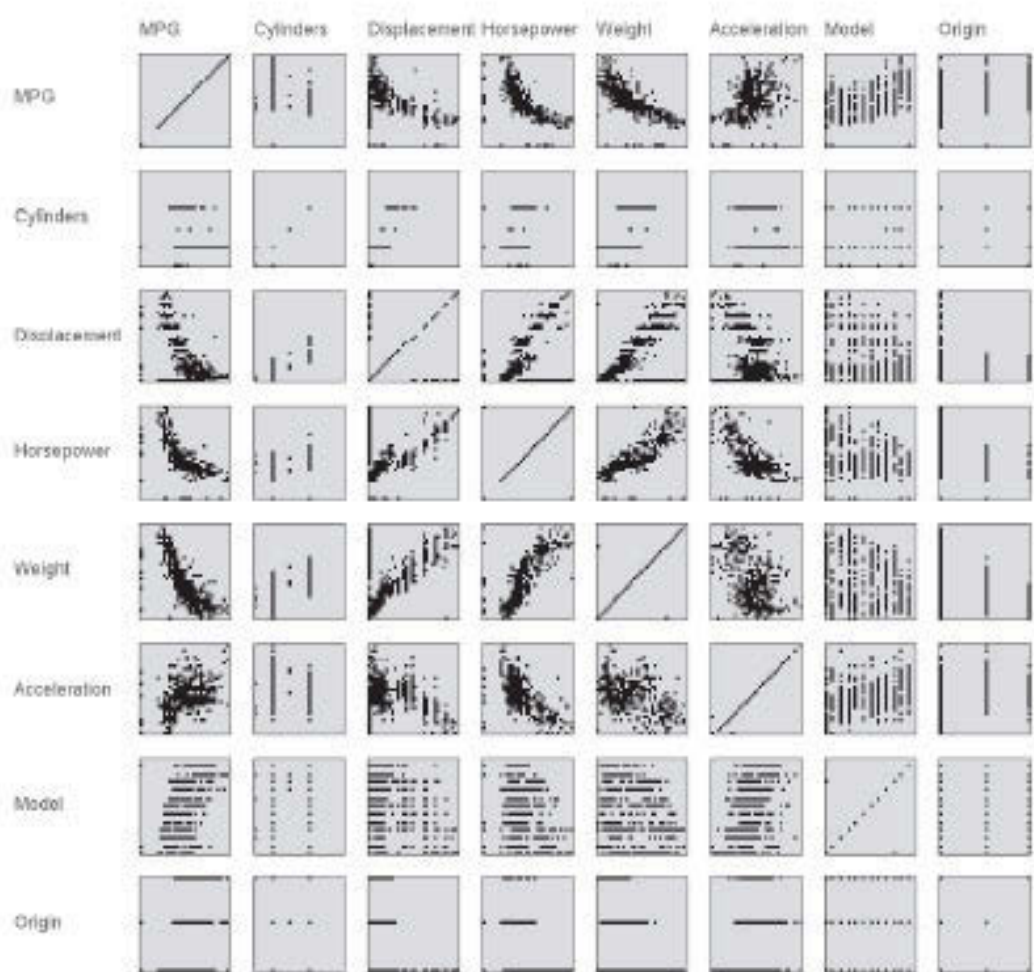 MPG Cylinders Displacement Horsepower Weight Acceleration Model Origin
MPG
Cylinders
Displacement
Horsepower
Weight
Acceleration
Model
Origin